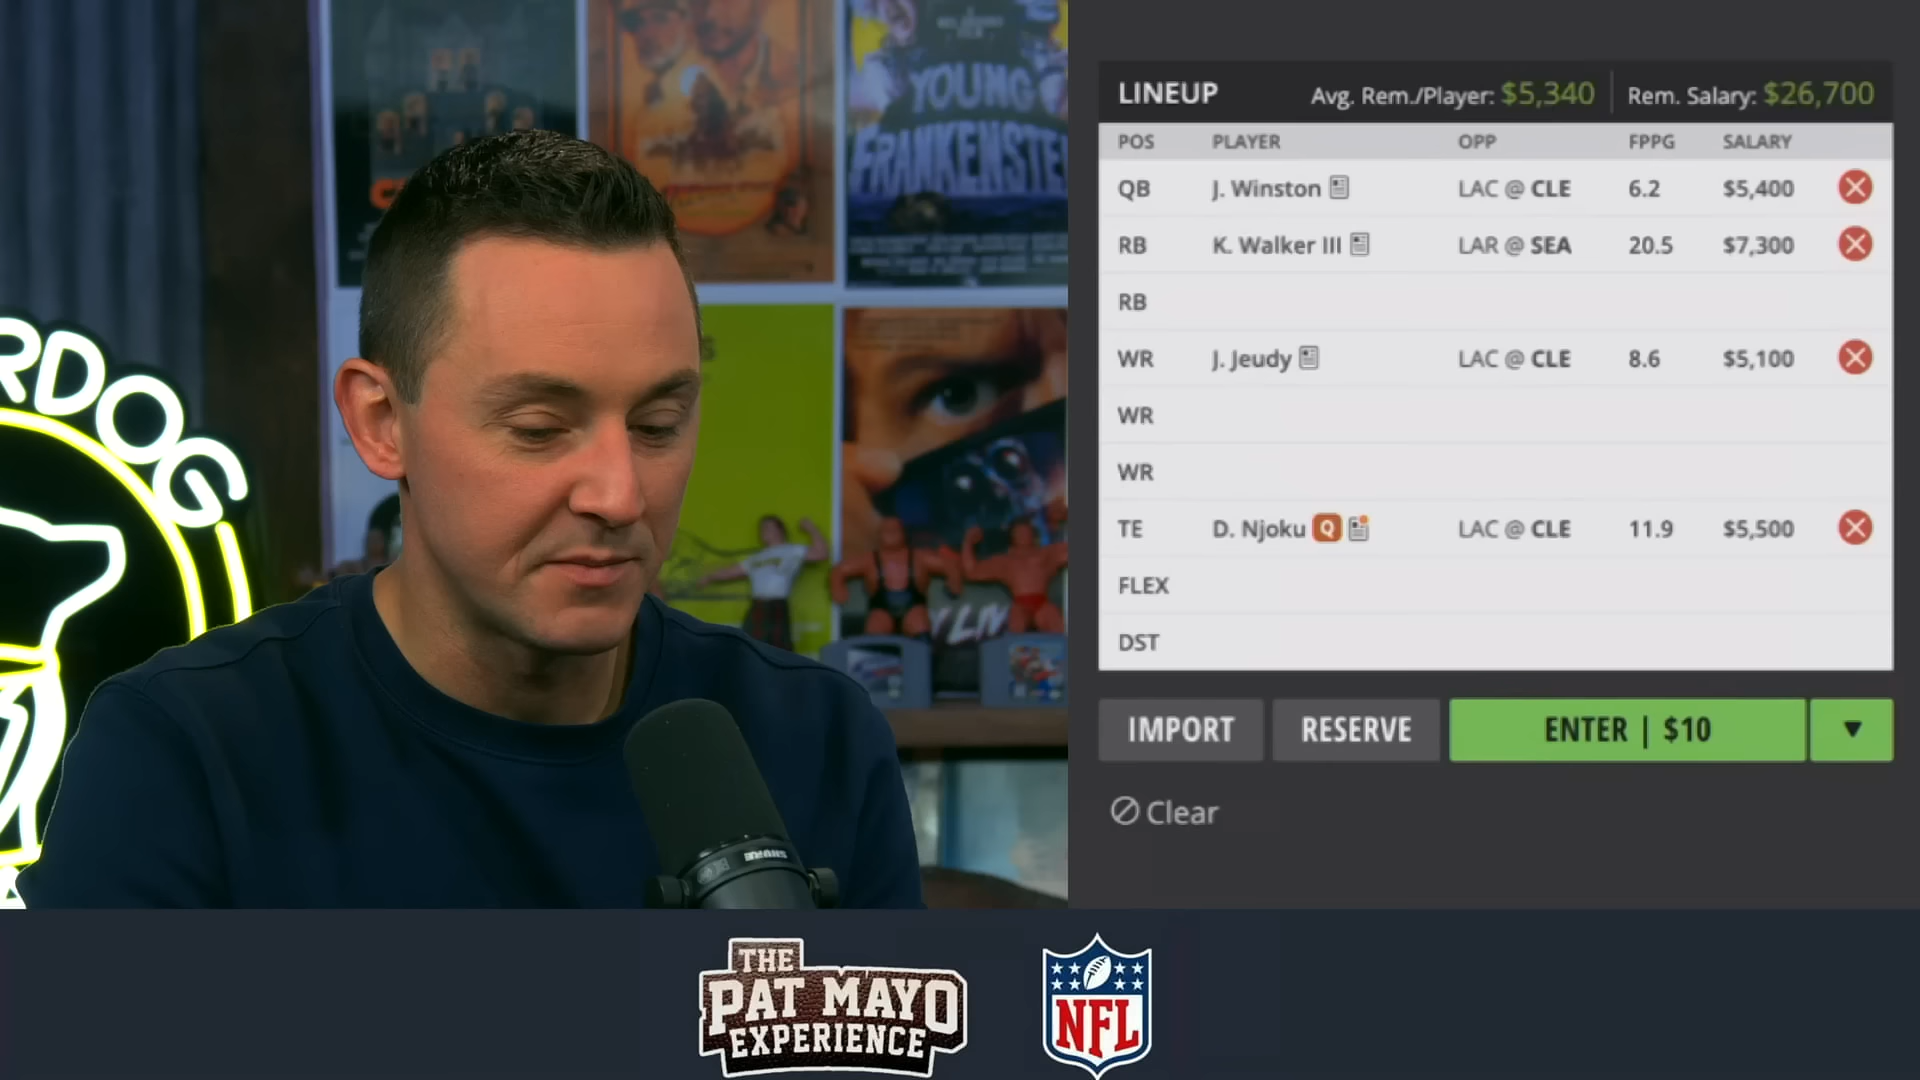 YOUNG
FRANKENSTE
RDOG
Y LIV
SHURE
LINEUP Avg. Rem./Player: $5,340 Rem. Salary: $26,700
POS PLAYER OPP FPPG SALARY
QB J. Winston LAC @ CLE 6.2 $5,400
RB K. Walker III LAR @ SEA 20.5 $7,300
RB
WR J. Jeudy LAC @ CLE 8.6 $5,100
WR
WR
TE D. Njoku Q LAC @ CLE 11.9 $5,500
FLEX
DST
IMPORT RESERVE ENTER | $10
Clear
THE
PAT MAYO
EXPERIENCE
NFL